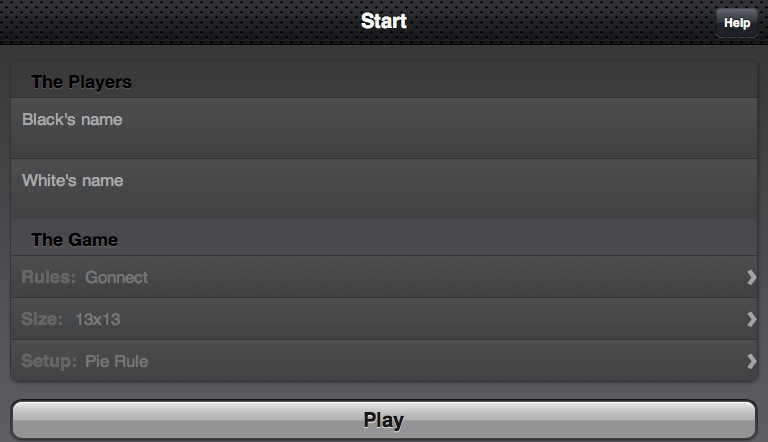 Start
Help
The Players
Black's name
White's name
The Game
Rules: Gonnect
Size: 13x13
Setup: Pie Rule
Play